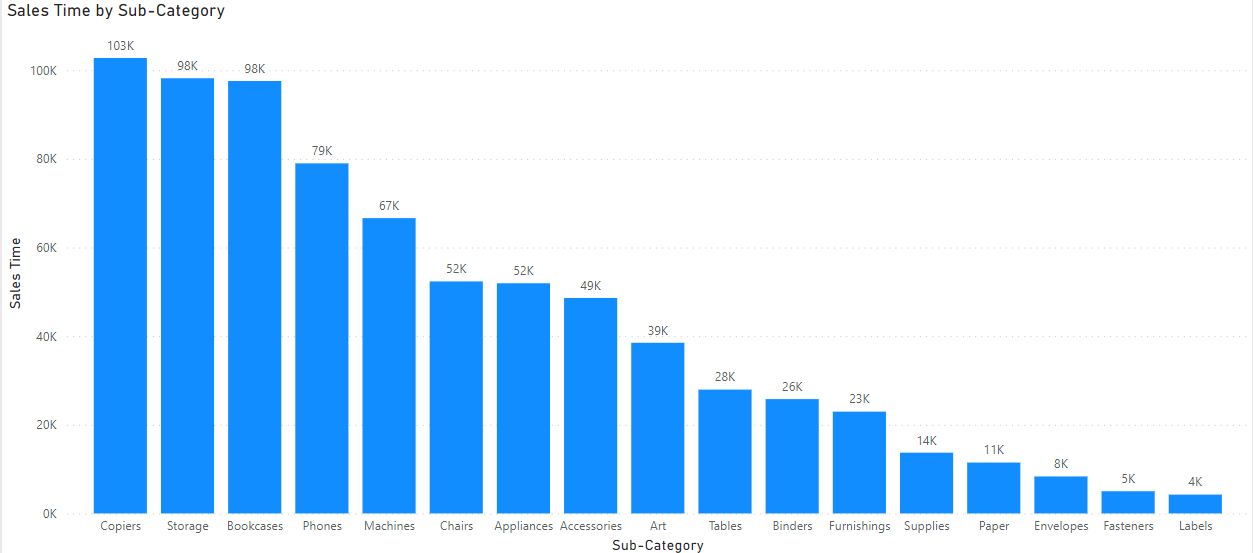 Sales Time by Sub-Category
103K
98K
98K
79K
67K
52K
52K
49K
39K
28K
26K
23K
14K
11K
8K
5K
4K
100K
80K
60K
40K
20K
0K
Sales Time
Copiers Storage Bookcases Phones Machines Chairs Appliances Accessories Art Tables Binders Furnishings Supplies Paper Envelopes Fasteners Labels
Sub-Category